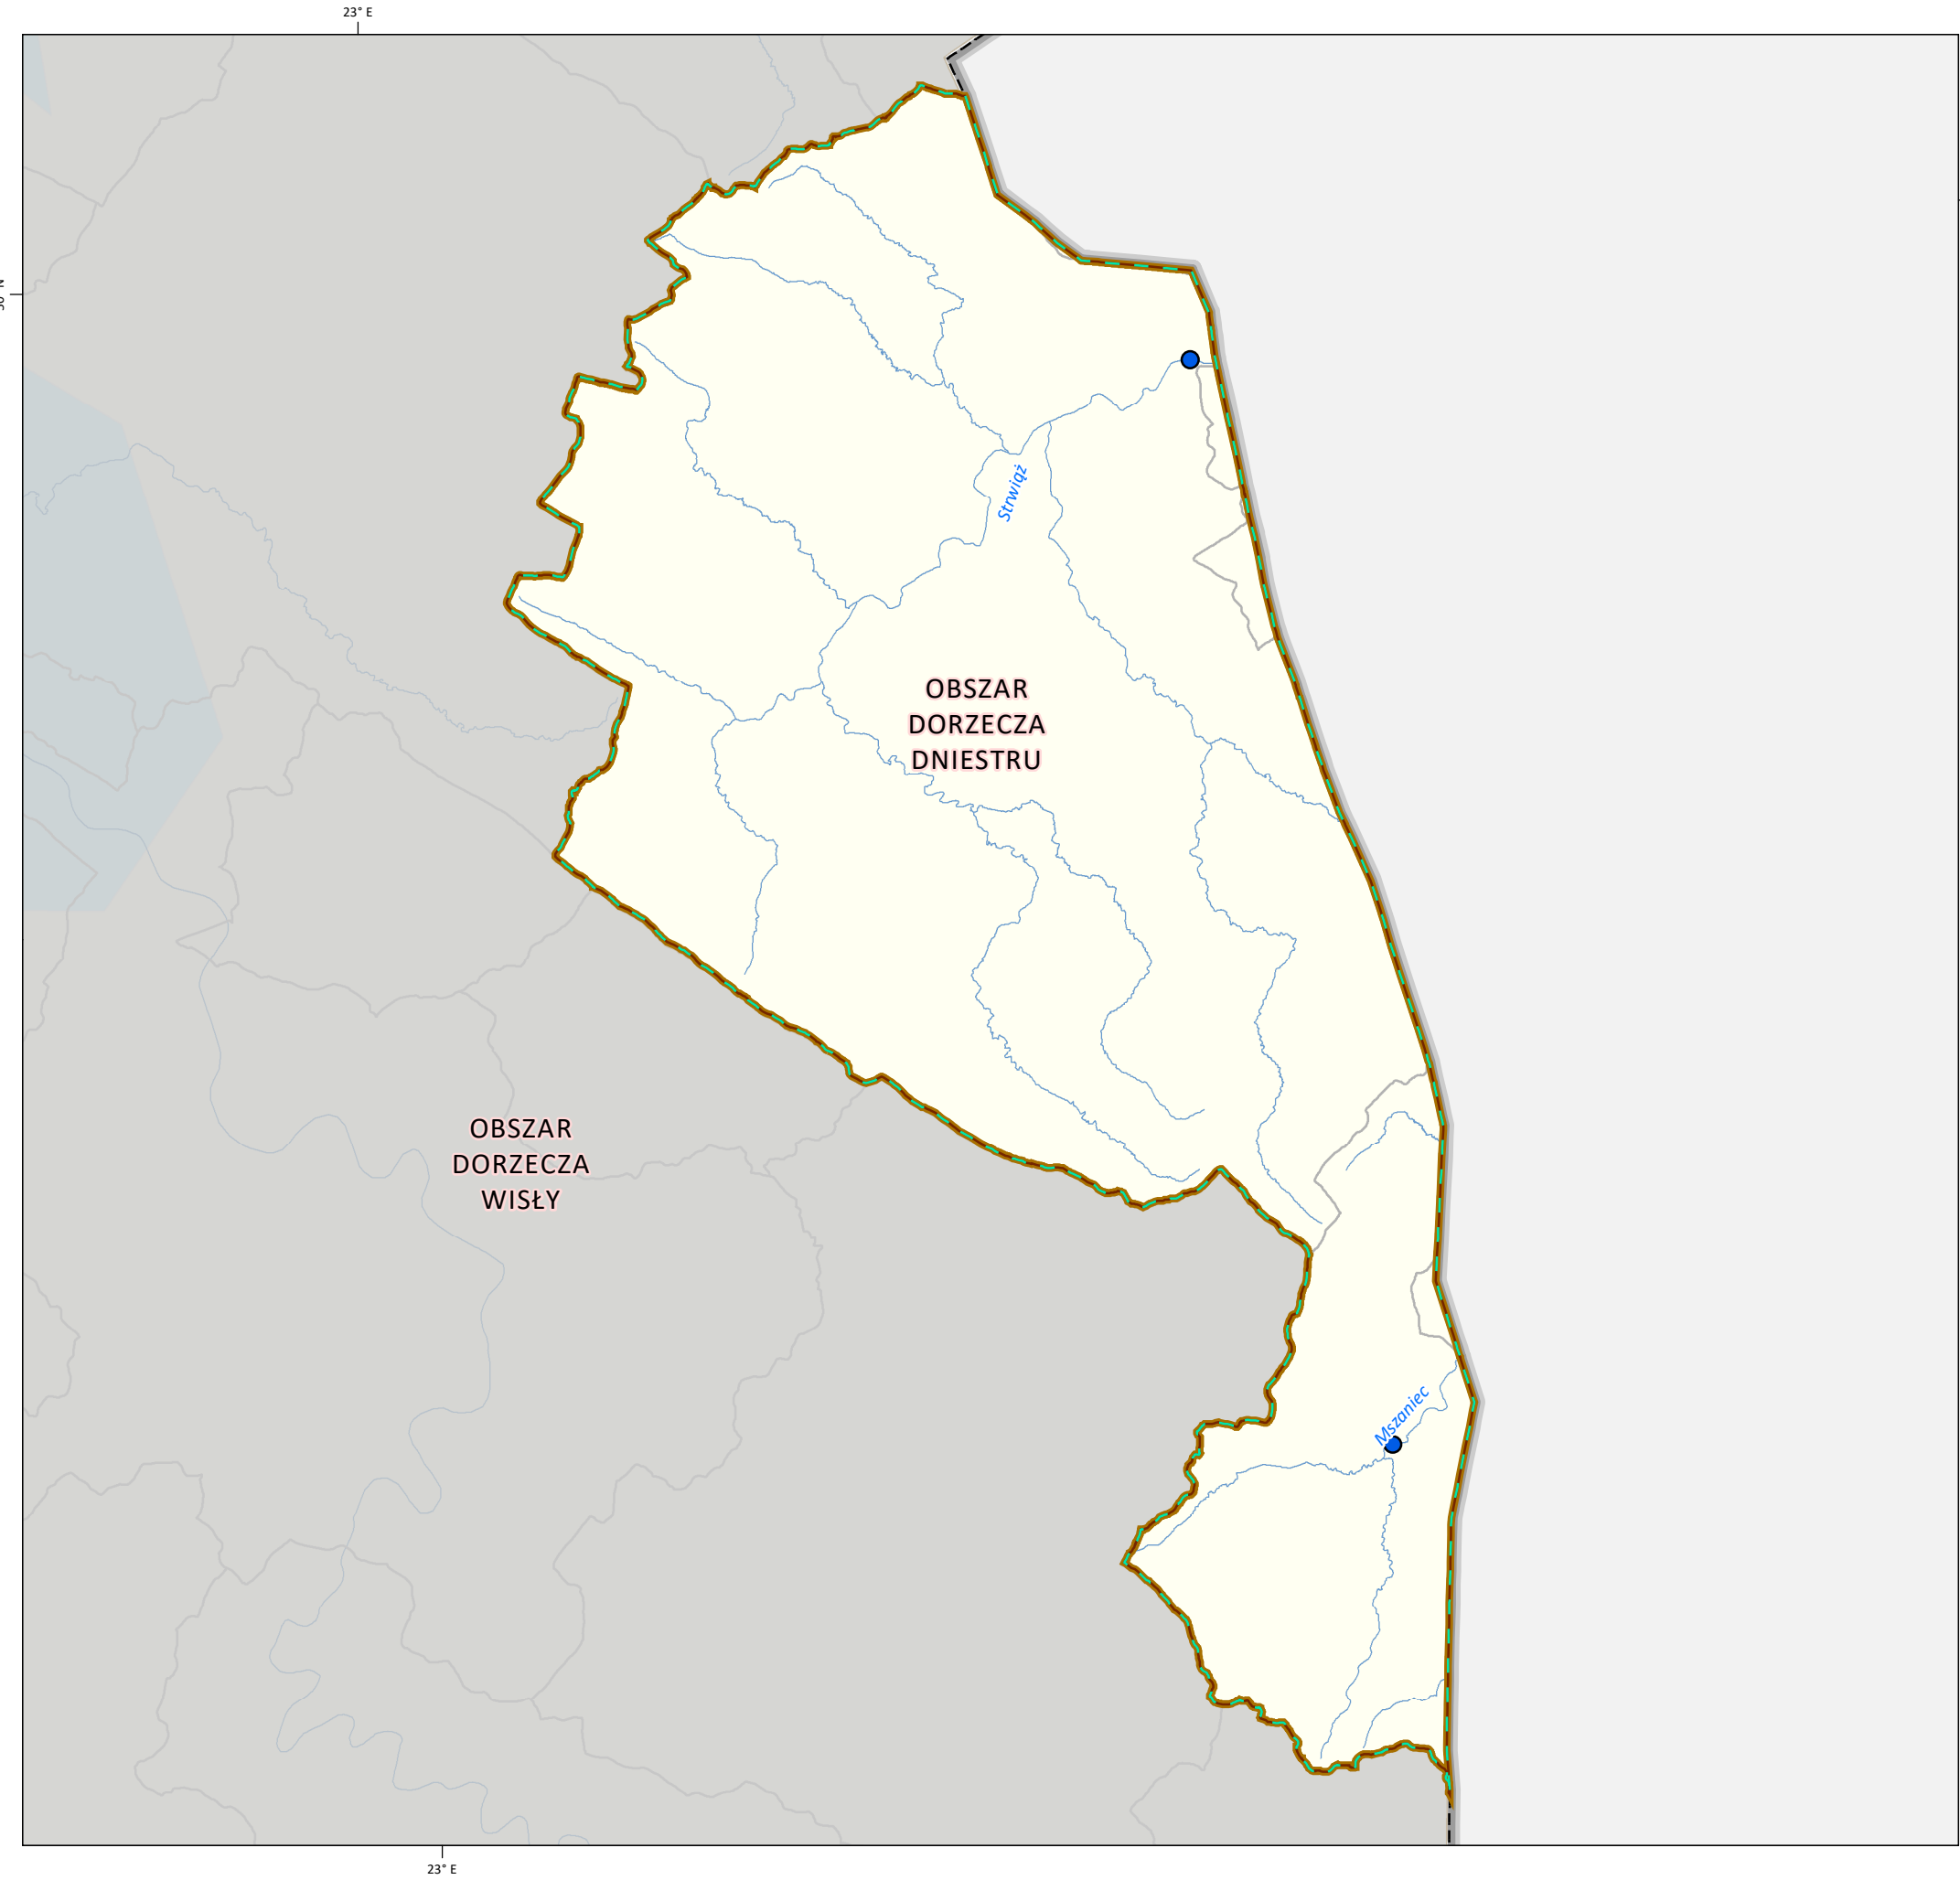 23° E
Strwiąż
OBSZAR
DORZECZA
DNIESTRU
OBSZAR
DORZECZA
WISŁY
Mszaniec
23° E